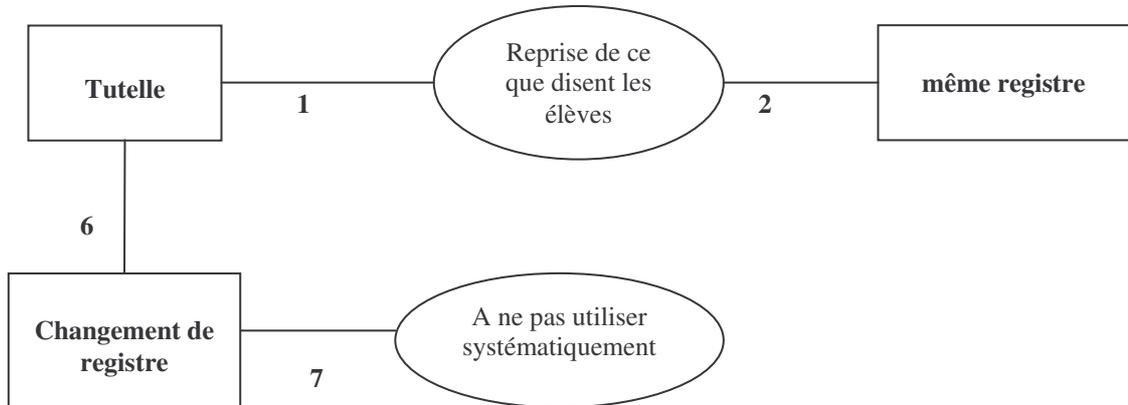 Tutelle
1
Reprise de ce
que disent les
élèves
2
même registre
6
Changement de
registre
7
A ne pas utiliser
systématiquement